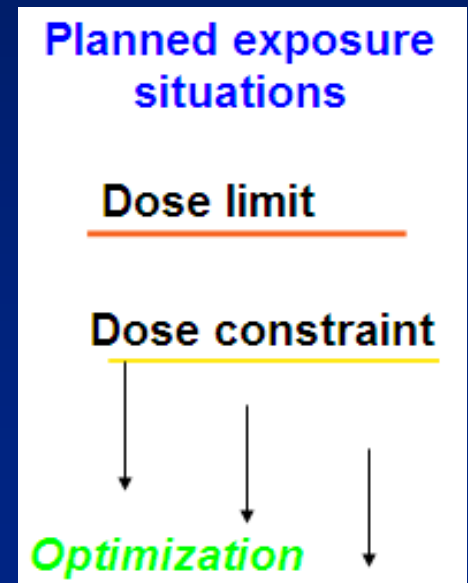 Planned exposure
situations
Dose limit
Dose constraint
Optimization